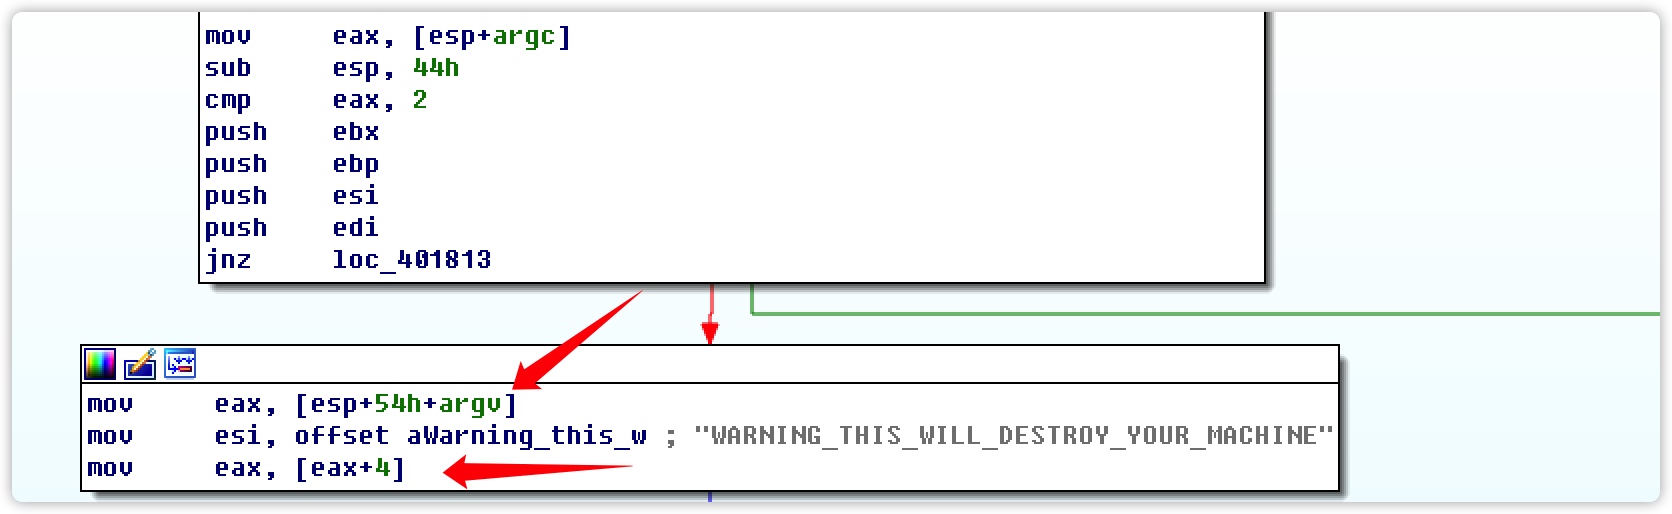 mov eax, [esp+argc]
sub esp, 44h
cmp eax, 2
push ebx
push ebp
push esi
push edi
jnz loc_401813
mov eax, [esp+54h+argv]
mov esi, offset aWarning_this_w ; "WARNING_THIS_WILL_DESTROY_YOUR_MACHINE"
mov eax, [eax+4]